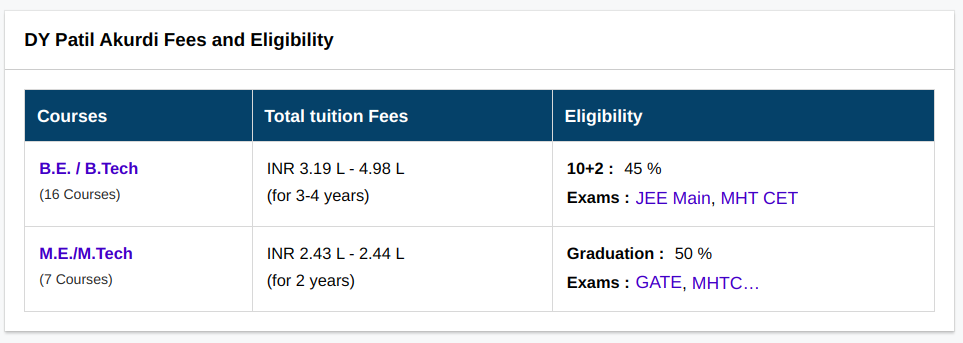 DY Patil Akurdi Fees and Eligibility
Courses Total tuition Fees Eligibility
B.E. / B.Tech INR 3.19 L - 4.98 L 10+2 : 45 %
(16 Courses) (for 3-4 years) Exams : JEE Main, MHT CET
M.E./M.Tech INR 2.43 L - 2.44 L Graduation : 50 %
(7 Courses) (for 2 years) Exams : GATE, MHTC…